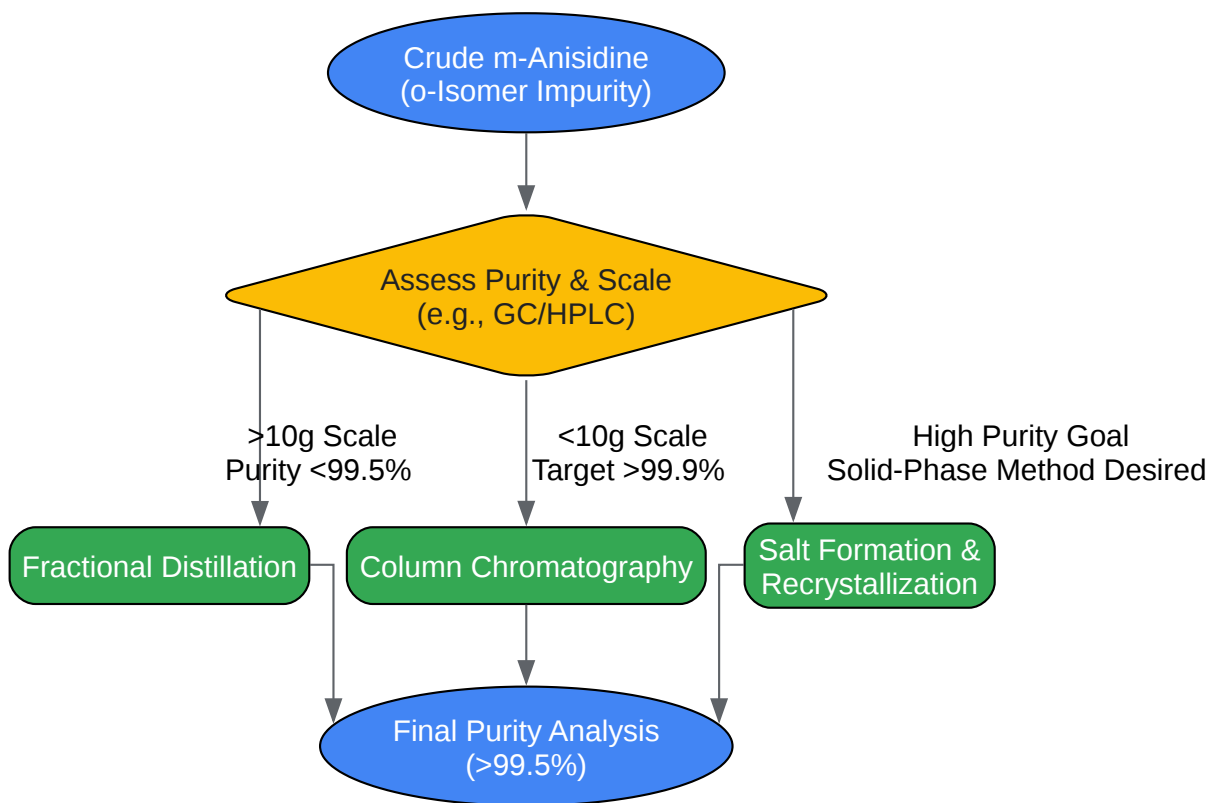 Crude m-Anisidine
(o-Isomer Impurity)
Assess Purity & Scale
(e.g., GC/HPLC)
>10g Scale
Purity <99.5%
<10g Scale
Target >99.9%
High Purity Goal
Solid-Phase Method Desired
Fractional Distillation
Column Chromatography
Salt Formation &
Recrystallization
Final Purity Analysis
(>99.5%)